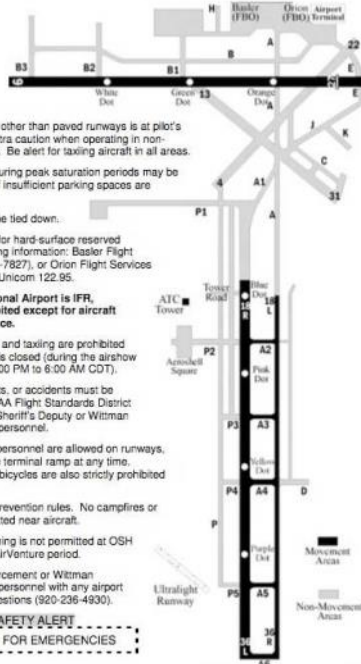 H
Basler
(FBO)
Orion
(FBO)
Airport
Terminal
A
22
B
E
B3
B2
B1
9
27
E
White
Dot
Green
Dot
13
Orange
Dot
A
other than paved runways is at pilot's
tra caution when operating in non-
Be alert for taxiing aircraft in all areas.
J
K
C
uring peak saturation periods may be
insufficient parking spaces are
4
A1
31
e tied down.
P1
A
or hard-surface reserved
ng information: Basler Flight
-7827), or Orion Flight Services
Unicom 122.95.
Tower
Road
Blue
Dot
onal Airport is IFR,
bited except for aircraft
ce.
ATC
Tower
18
R
18
L
and taxiing are prohibited
s closed (during the airshow
:00 PM to 6:00 AM CDT).
P2
A2
Aeroshell
Square
Pink
Dot
ts, or accidents must be
AA Flight Standards District
Sheriff's Deputy or Wittman
personnel.
P3
A3
personnel are allowed on runways,
terminal ramp at any time.
bicycles are also strictly prohibited
Yellow
Dot
P4
A4
D
revention rules. No campfires or
ted near aircraft.
P
ing is not permitted at OSH
irVenture period.
Purple
Dot
Movement
Areas
rcement or Wittman
personnel with any airport
estions (920-236-4930).
Ultralight
Runway
P5
A5
Non-Movement
Areas
SAFETY ALERT
FOR EMERGENCIES
36
L
36
R